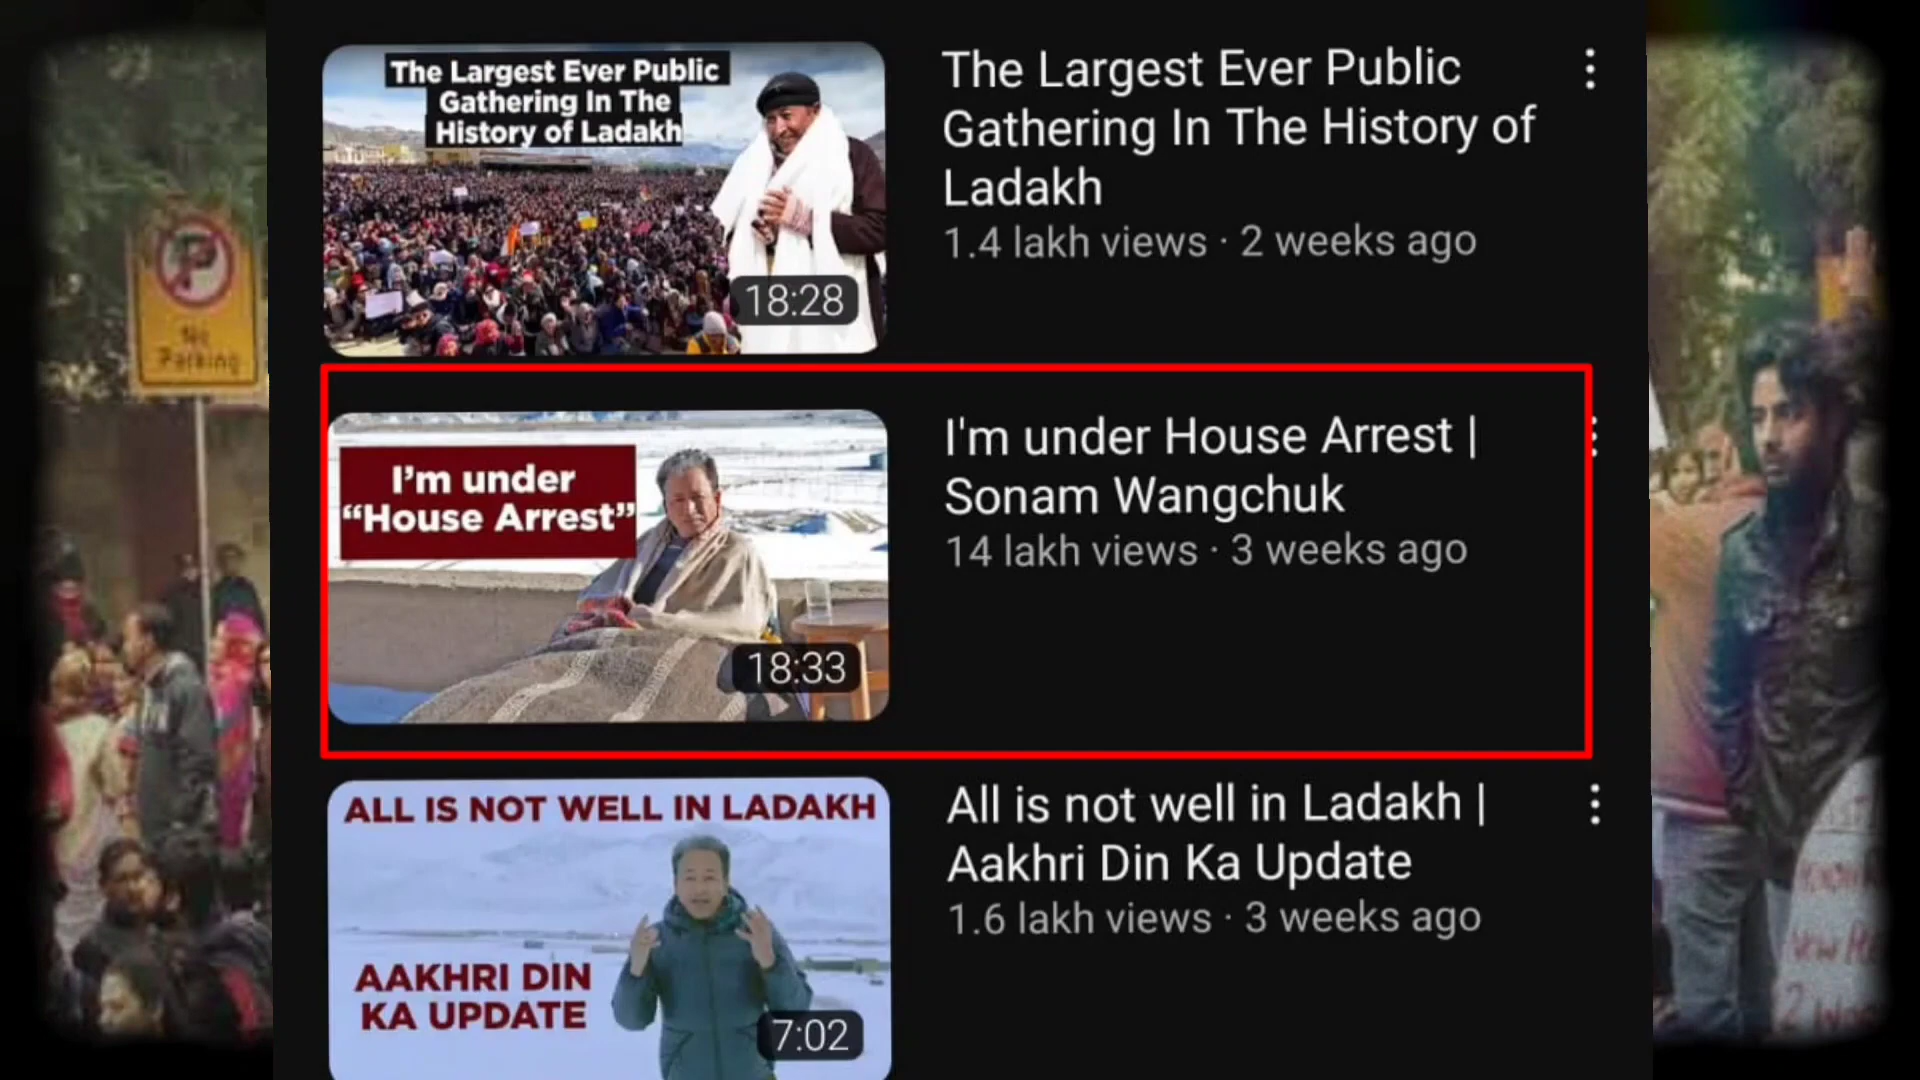 The Largest Ever Public
Gathering In The
History of Ladakh
18:28
The Largest Ever Public
Gathering In The History of
Ladakh
1.4 lakh views · 2 weeks ago
No
Parking
I'm under
“House Arrest”
18:33
I'm under House Arrest |
Sonam Wangchuk
14 lakh views · 3 weeks ago
ALL IS NOT WELL IN LADAKH
AAKHRI DIN
KA UPDATE
7:02
All is not well in Ladakh |
Aakhri Din Ka Update
1.6 lakh views · 3 weeks ago